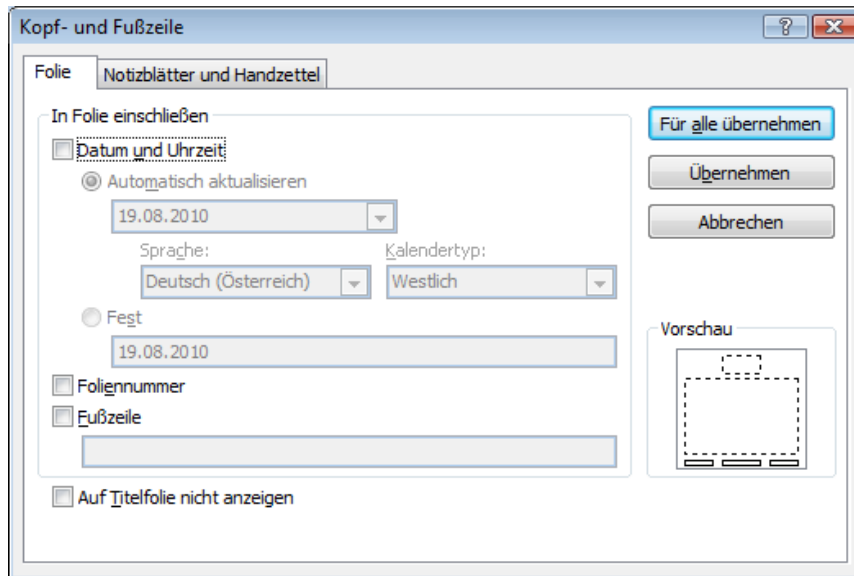 Kopf- und Fußzeile
Folie
Notizblätter und Handzettel
In Folie einschließen
Datum und Uhrzeit
Automatisch aktualisieren
19.08.2010
Sprache:
Kalendertyp:
Deutsch (Österreich)
Westlich
Fest
19.08.2010
Foliennummer
Fußzeile
Auf Titelfolie nicht anzeigen
Für alle übernehmen
Übernehmen
Abbrechen
Vorschau